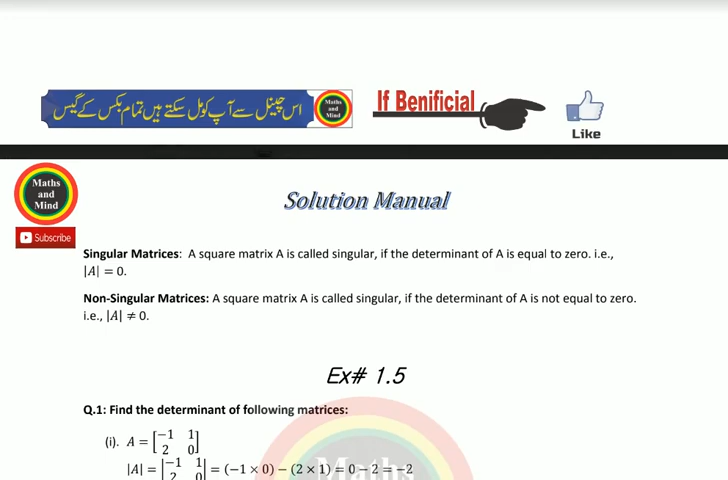 اس چینل سے آپ کو مل سکتے ہیں تمام بکس کے گیس
Maths
and
Mind
If Benificial
Like
Maths
and
Mind
Subscribe
Solution Manual
Singular Matrices: A square matrix A is called singular, if the determinant of A is equal to zero. i.e.,
|A| = 0.
Non-Singular Matrices: A square matrix A is called singular, if the determinant of A is not equal to zero.
i.e., |A| ≠ 0.
Ex# 1.5
Q.1: Find the determinant of following matrices:
(i). A = [−1 1
2 0]
|A| = |−1 1
2 0| = (−1 × 0) − (2 × 1) = 0 − 2 = −2
Maths